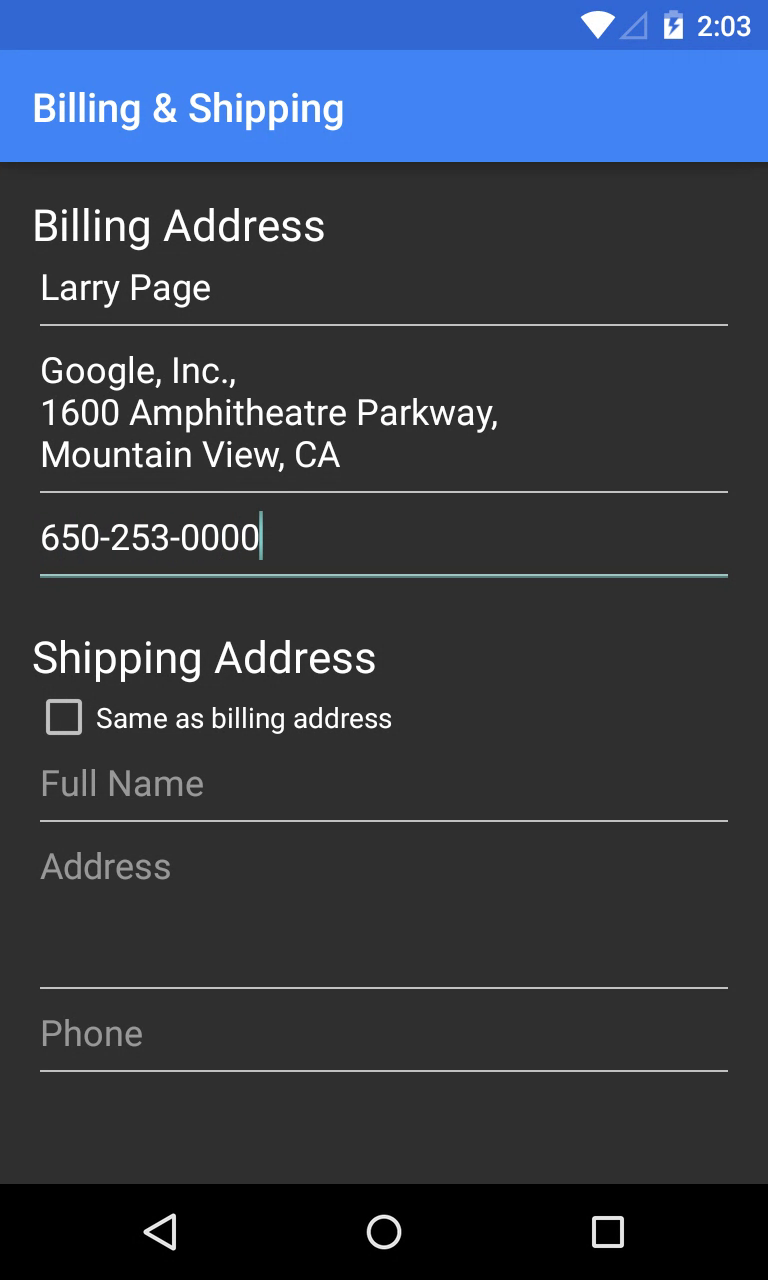 2:03
Billing & Shipping
Billing Address
Larry Page
Google, Inc.,
1600 Amphitheatre Parkway,
Mountain View, CA
650-253-0000
Shipping Address
Same as billing address
Full Name
Address
Phone